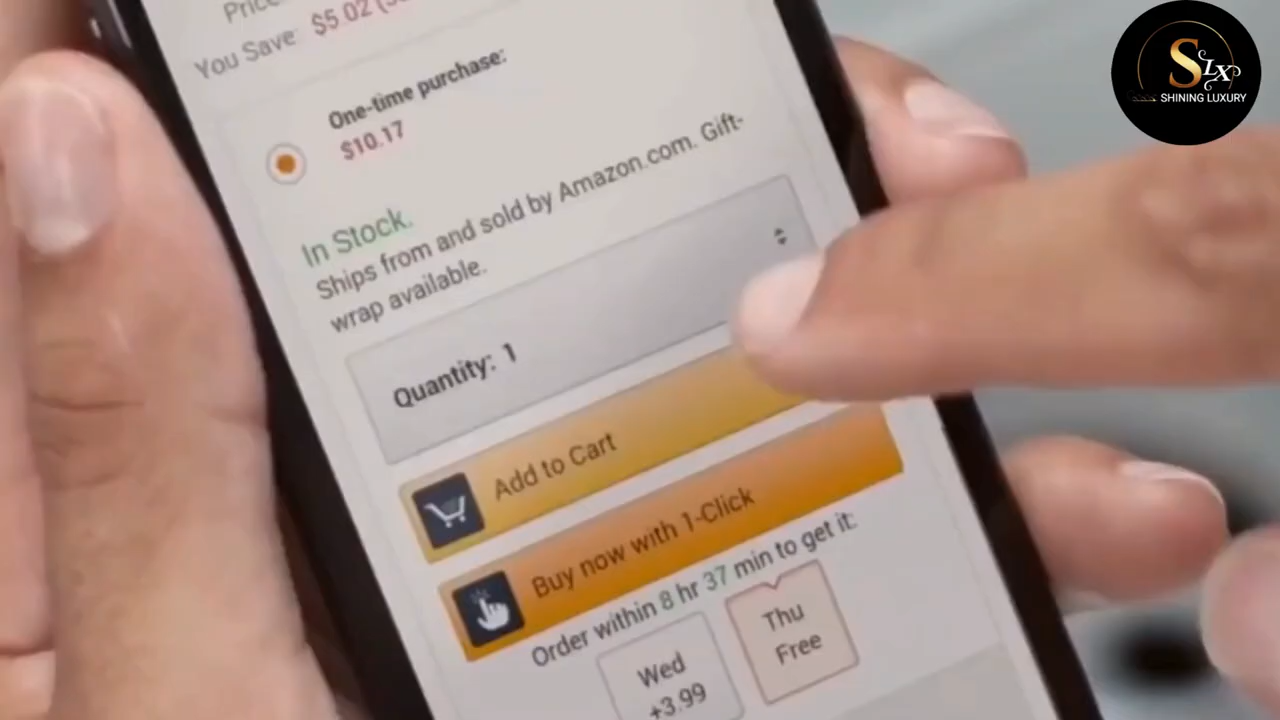 Price:
You Save: $5.02
One-time purchase:
$10.17
In Stock.
Ships from and sold by Amazon.com. Gift-
wrap available.
Quantity: 1
Add to Cart
Buy now with 1-Click
Order within 8 hr 37 min to get it:
Wed
+3.99
Thu
Free
SLX
SHINING LUXURY